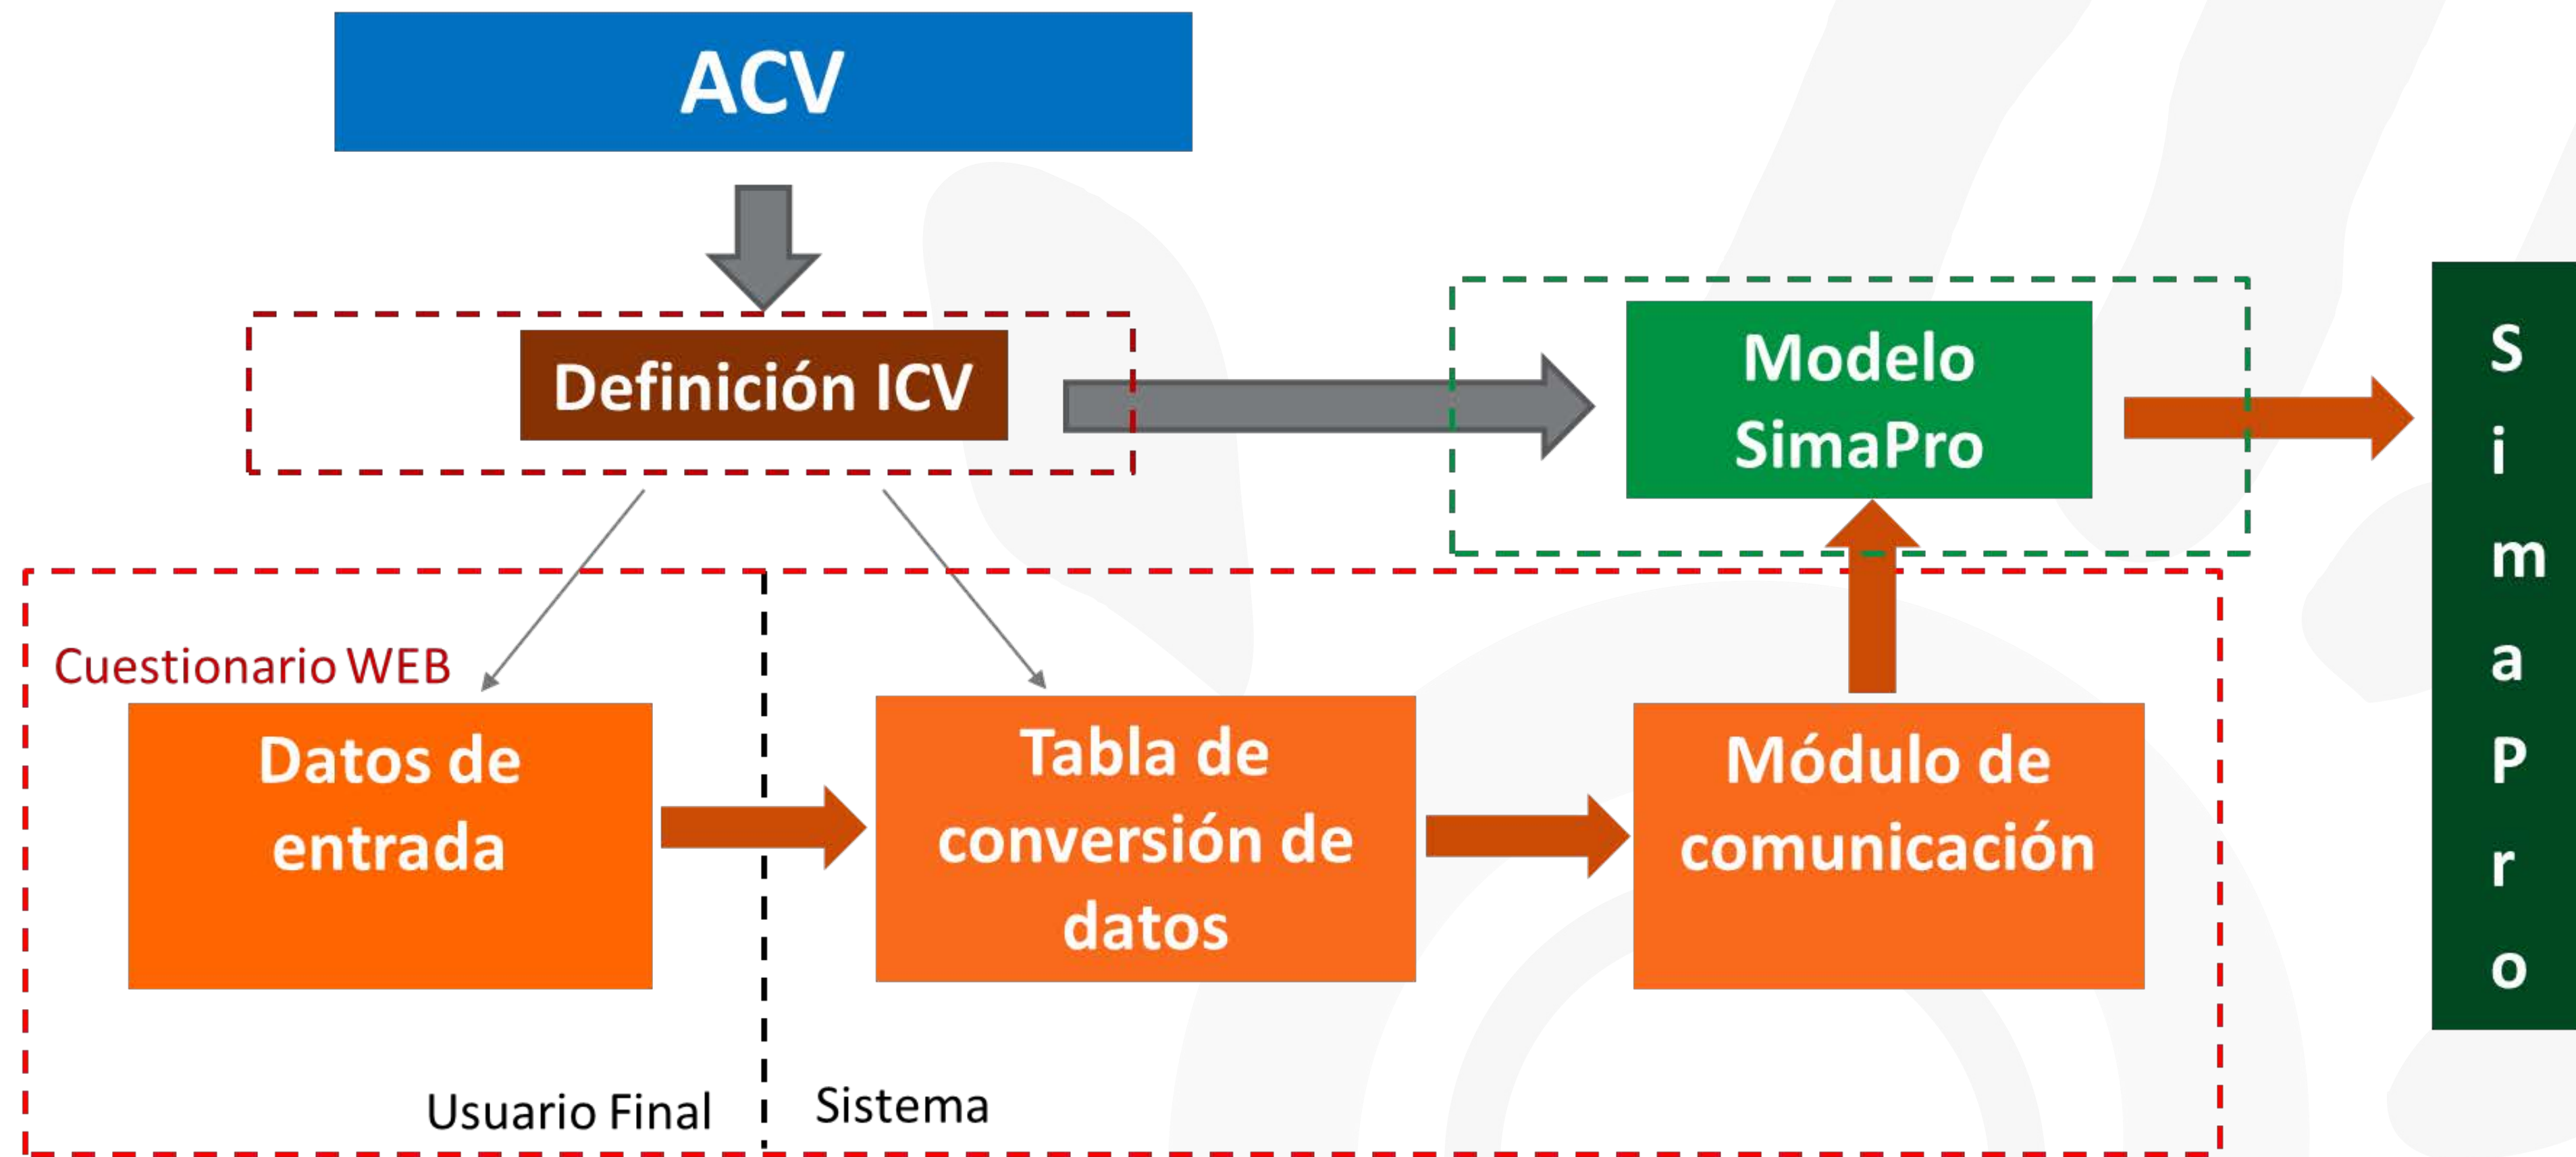 ACV
Definición ICV
Modelo
SimaPro
SimaPro
Cuestionario WEB
Datos de
entrada
Tabla de
conversión de
datos
Módulo de
comunicación
Usuario Final
Sistema